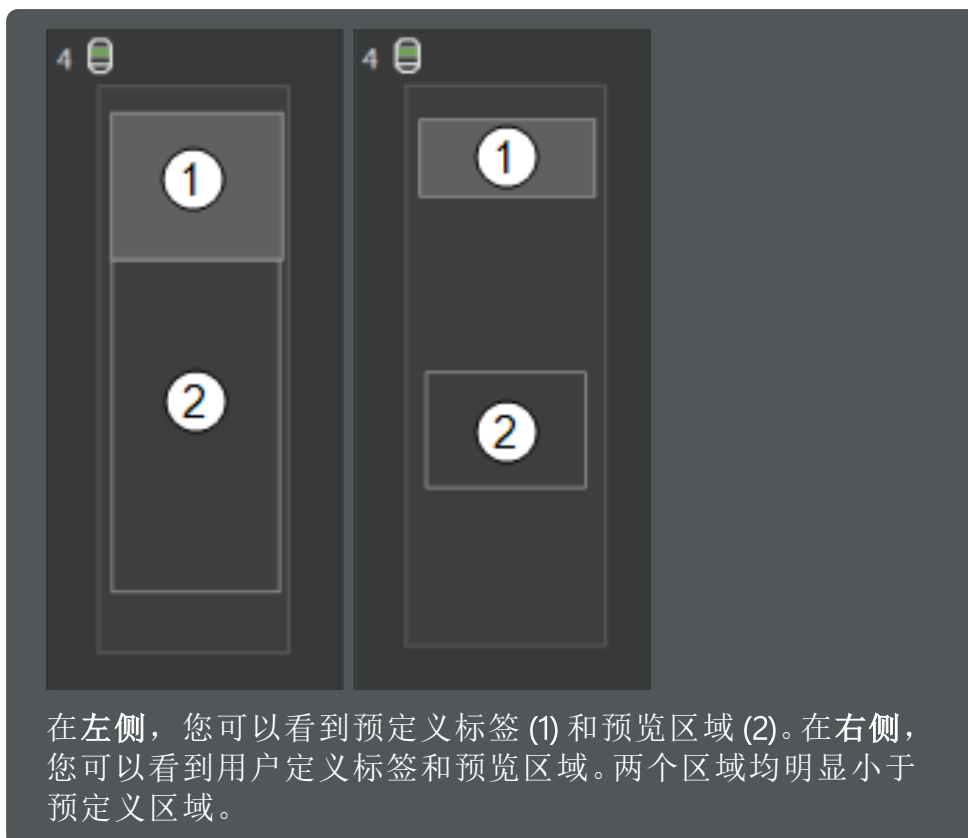 4 4
1 1
2 2
在左侧，您可以看到预定义标签 (1) 和预览区域 (2)。在右侧，
您可以看到用户定义标签和预览区域。两个区域均明显小于
预定义区域。